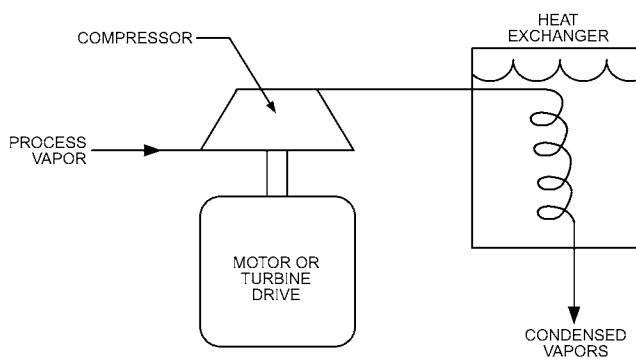 HEAT
EXCHANGER
COMPRESSOR
PROCESS
VAPOR
MOTOR OR
TURBINE
DRIVE
CONDENSED
VAPORS